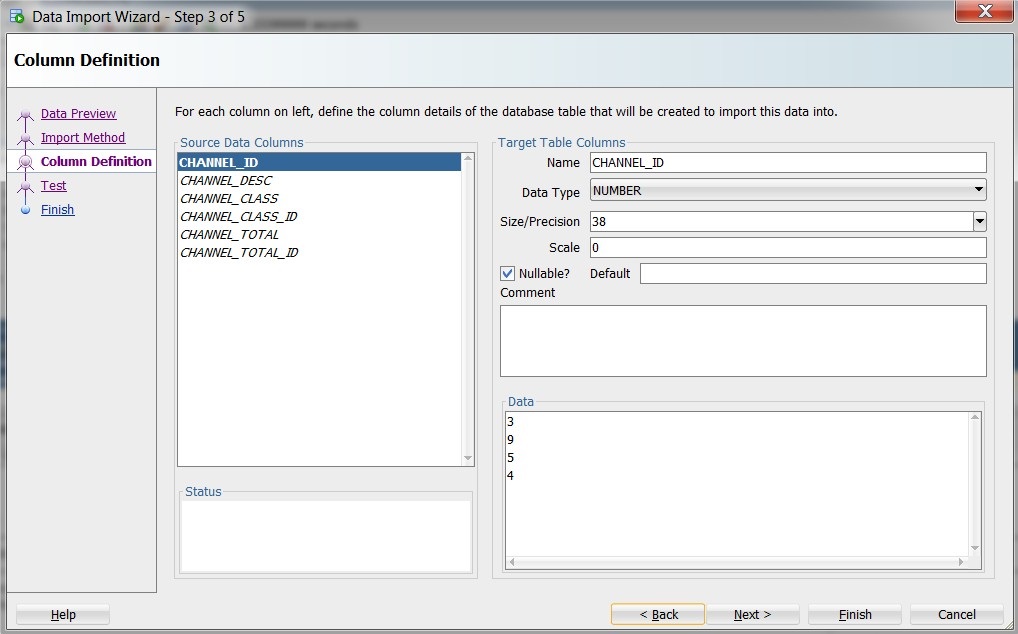 Data Import Wizard - Step 3 of 5
Column Definition
Data Preview
Import Method
Column Definition
Test
Finish
For each column on left, define the column details of the database table that will be created to import this data into.
Source Data Columns
CHANNEL_ID
CHANNEL_DESC
CHANNEL_CLASS
CHANNEL_CLASS_ID
CHANNEL_TOTAL
CHANNEL_TOTAL_ID
Status
Target Table Columns
Name CHANNEL_ID
Data Type NUMBER
Size/Precision 38
Scale 0
Nullable? Default
Comment
Data
3
9
5
4
Help < Back Next > Finish Cancel